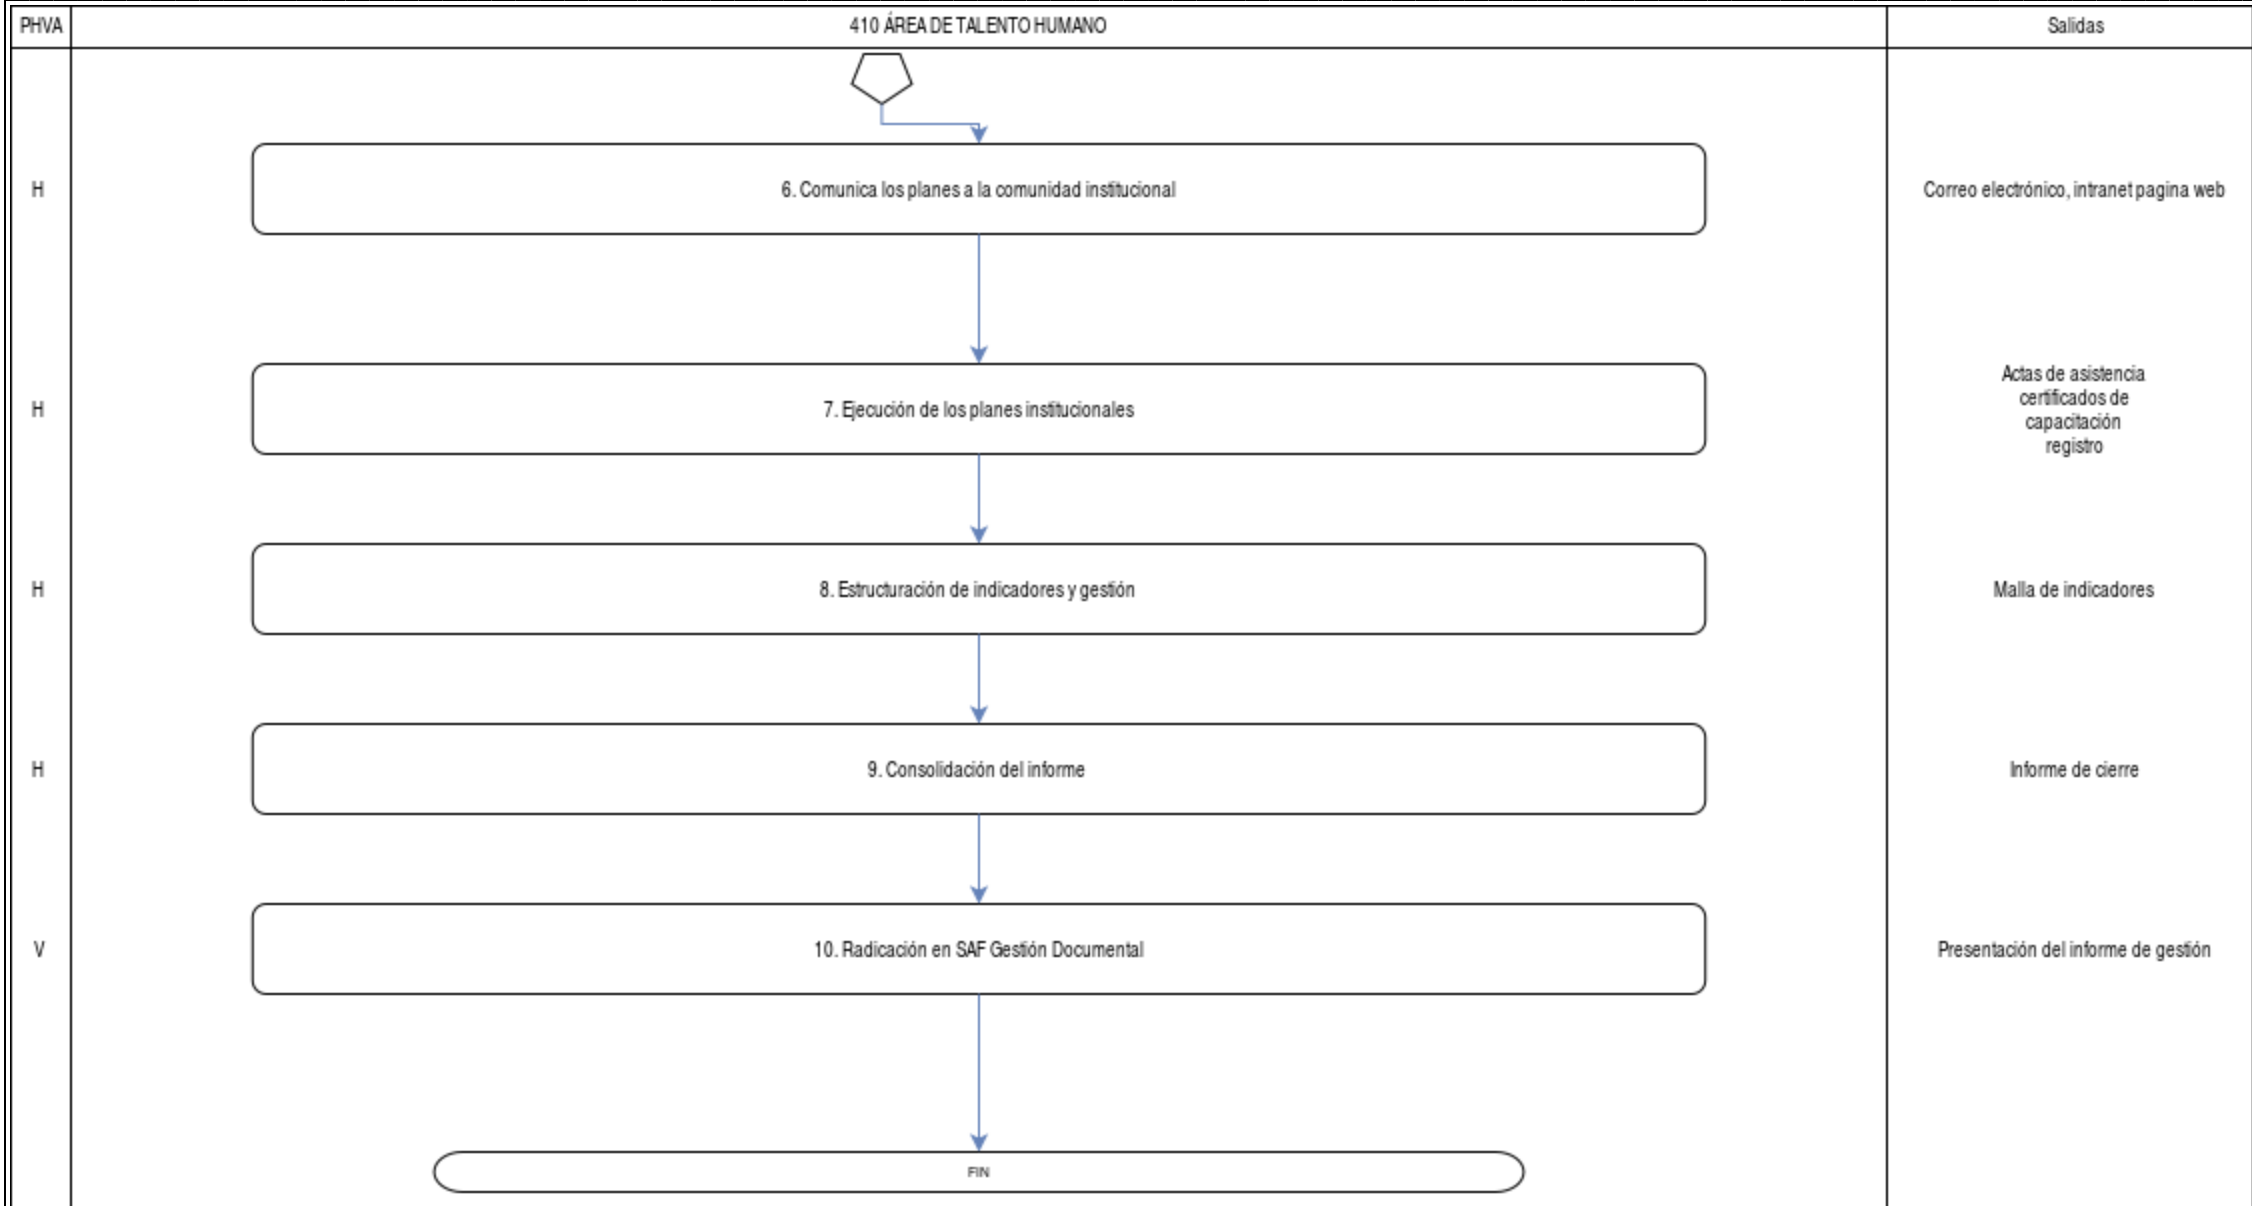 PHVA
410 ÁREA DE TALENTO HUMANO
Salidas
H
6. Comunica los planes a la comunidad institucional
Correo electrónico, intranet pagina web
H
7. Ejecución de los planes institucionales
Actas de asistencia
certificados de
capacitación
registro
H
8. Estructuración de indicadores y gestión
Malla de indicadores
H
9. Consolidación del informe
Informe de cierre
V
10. Radicación en SAF Gestión Documental
Presentación del informe de gestión
FIN